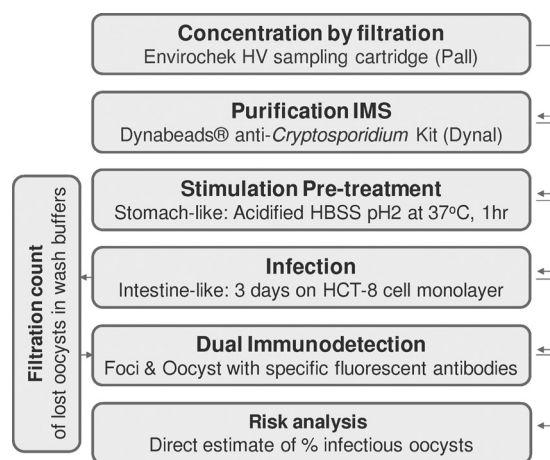 Concentration by filtration
Envirochek HV sampling cartridge (Pall)
Purification IMS
Dynabeads® anti-Cryptosporidium Kit (Dynal)
Stimulation Pre-treatment
Stomach-like: Acidified HBSS pH2 at 37ºC, 1hr
Infection
Intestine-like: 3 days on HCT-8 cell monolayer
Dual Immunodetection
Foci & Oocyst with specific fluorescent antibodies
Risk analysis
Direct estimate of % infectious oocysts
Filtration count
of lost oocysts in wash buffers